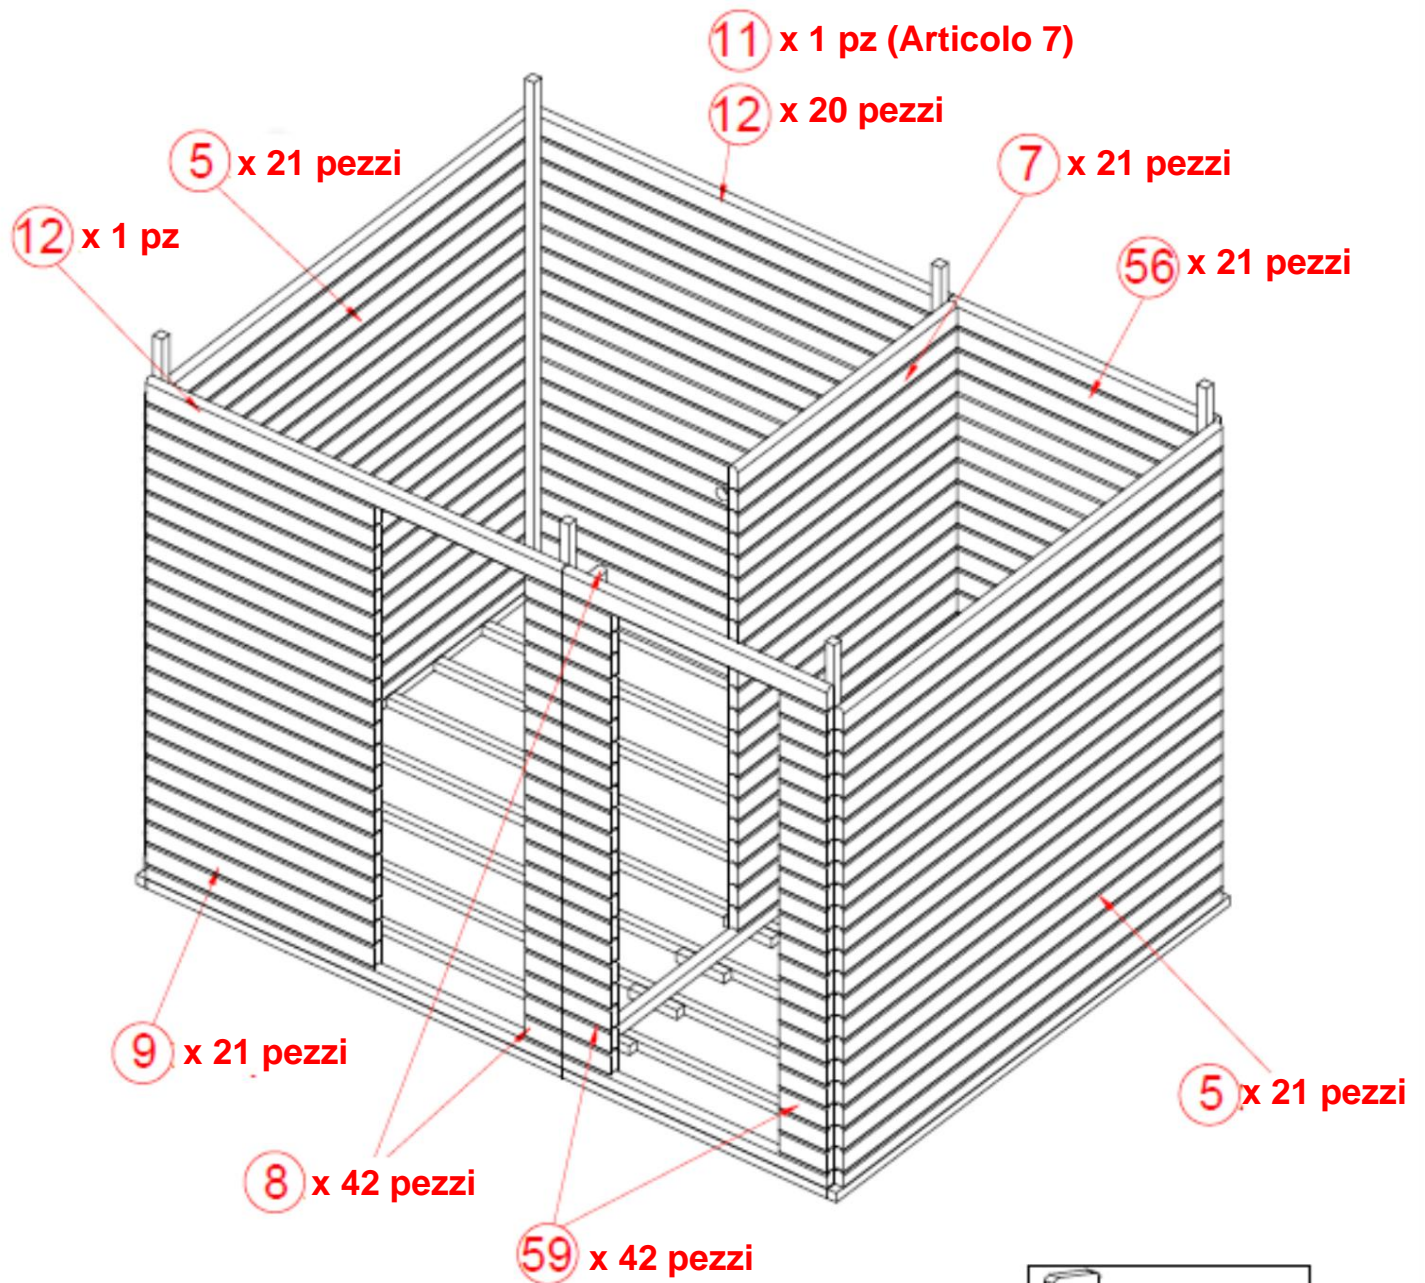 11 x 1 pz (Articolo 7)
12 x 20 pezzi
5 x 21 pezzi
7 x 21 pezzi
12 x 1 pz
56 x 21 pezzi
9 x 21 pezzi
5 x 21 pezzi
8 x 42 pezzi
59 x 42 pezzi